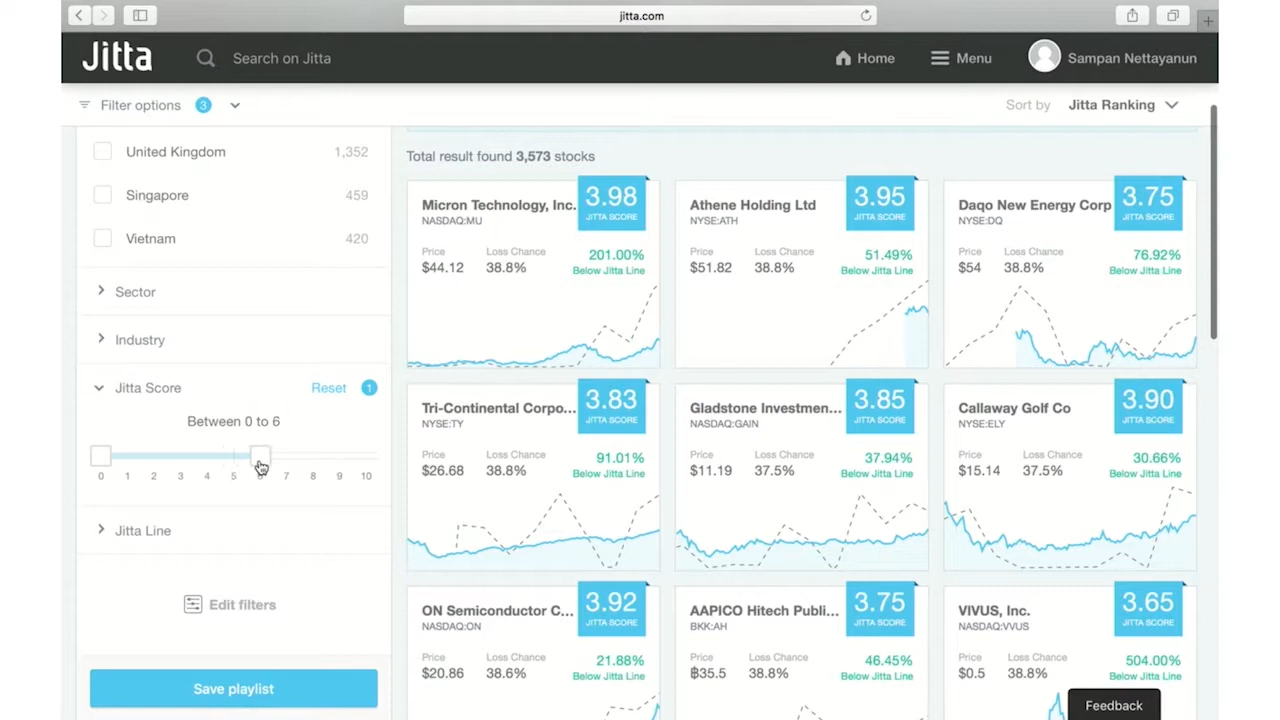 jitta.com
Jitta
Search on Jitta
Home
Menu
Sampan Nettayanun
Filter options 3
Sort by Jitta Ranking
United Kingdom 1,352
Singapore 459
Vietnam 420
Sector
Industry
Jitta Score Reset 1
Between 0 to 6
0 1 2 3 4 5 6 7 8 9 10
Jitta Line
Edit filters
Save playlist
Total result found 3,573 stocks
Micron Technology, Inc.
NASDAQ:MU
3.98
JITTA SCORE
Price Loss Chance
$44.12 38.8%
201.00%
Below Jitta Line
Athene Holding Ltd
NYSE:ATH
3.95
JITTA SCORE
Price Loss Chance
$51.82 38.8%
51.49%
Below Jitta Line
Daqo New Energy Corp
NYSE:DQ
3.75
JITTA SCORE
Price Loss Chance
$54 38.8%
76.92%
Below Jitta Line
Tri-Continental Corpo...
NYSE:TY
3.83
JITTA SCORE
Price Loss Chance
$26.68 38.8%
91.01%
Below Jitta Line
Gladstone Investmen...
NASDAQ:GAIN
3.85
JITTA SCORE
Price Loss Chance
$11.19 37.5%
37.94%
Below Jitta Line
Callaway Golf Co
NYSE:ELY
3.90
JITTA SCORE
Price Loss Chance
$15.14 37.5%
30.66%
Below Jitta Line
ON Semiconductor C...
NASDAQ:ON
3.92
JITTA SCORE
Price Loss Chance
$20.86 38.6%
21.88%
Below Jitta Line
AAPICO Hitech Publi...
BKK:AH
3.75
JITTA SCORE
Price Loss Chance
฿35.5 38.8%
46.45%
Below Jitta Line
VIVUS, Inc.
NASDAQ:VVUS
3.65
JITTA SCORE
Price Loss Chance
$0.5 38.8%
504.00%
Below Jitta Line
Feedback